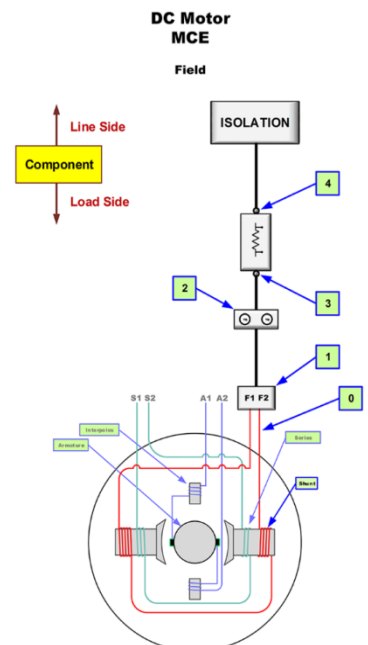 DC Motor
MCE
Field
ISOLATION
Line Side
Component
Load Side
4
2
3
1
F1 F2
0
S1 S2
A1 A2
Interpoles
Armature
Series
Shunt